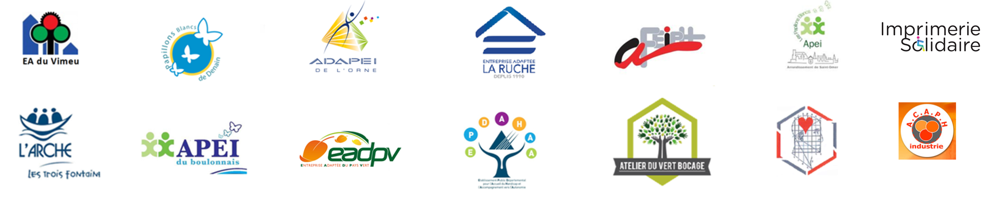 EA du Vimeu
Papillons Blancs
de Denain
ADAPEI
DE L'ORNE
ENTREPRISE ADAPTEE
LA RUCHE
DEPUIS 1990
Les Papillons Blancs
Apei
Arrondissement de Saint-Omer
Imprimerie
Solidaire
L'ARCHE
LES TROIS FONTAIN
APEI
du boulonnais
eadpv
ENTREPRISE ADAPTÉE DU PAYS VERT
E P D A H A A
Etablissement Public Départemental
pour l'Accueil du Handicap et
l'Accompagnement vers l'Autonomie
ATELIER DU VERT BOCAGE
A.C.A.P.H
industrie